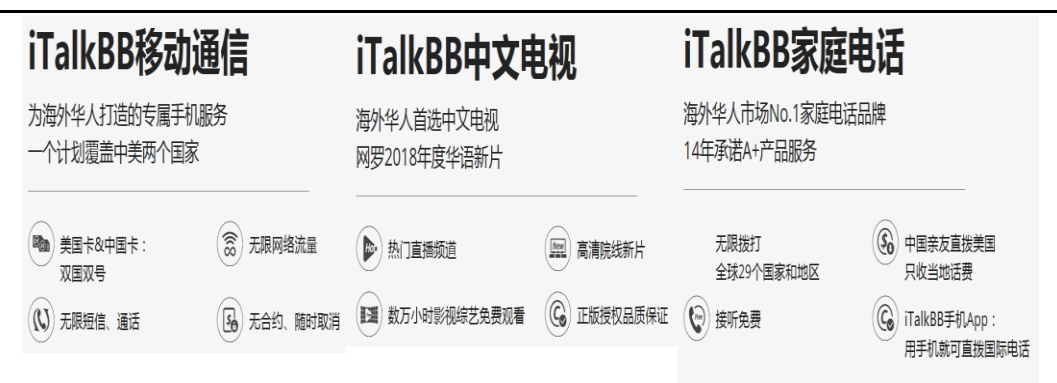 iTalkBB移动通信
为海外华人打造的专属手机服务
一个计划覆盖中美两个国家
美国卡&中国卡：
双国双号
无限网络流量
无限短信、通话
无合约、随时取消
iTalkBB中文电视
海外华人首选中文电视
网罗2018年度华语新片
Hot
热门直播频道
New
高清院线新片
数万小时影视综艺免费观看
正版授权品质保证
iTalkBB家庭电话
海外华人市场No.1家庭电话品牌
14年承诺A+产品服务
无限拨打
全球29个国家和地区
中国亲友直拨美国
只收当地话费
Free
接听免费
iTalkBB手机App：
用手机就可直拨国际电话